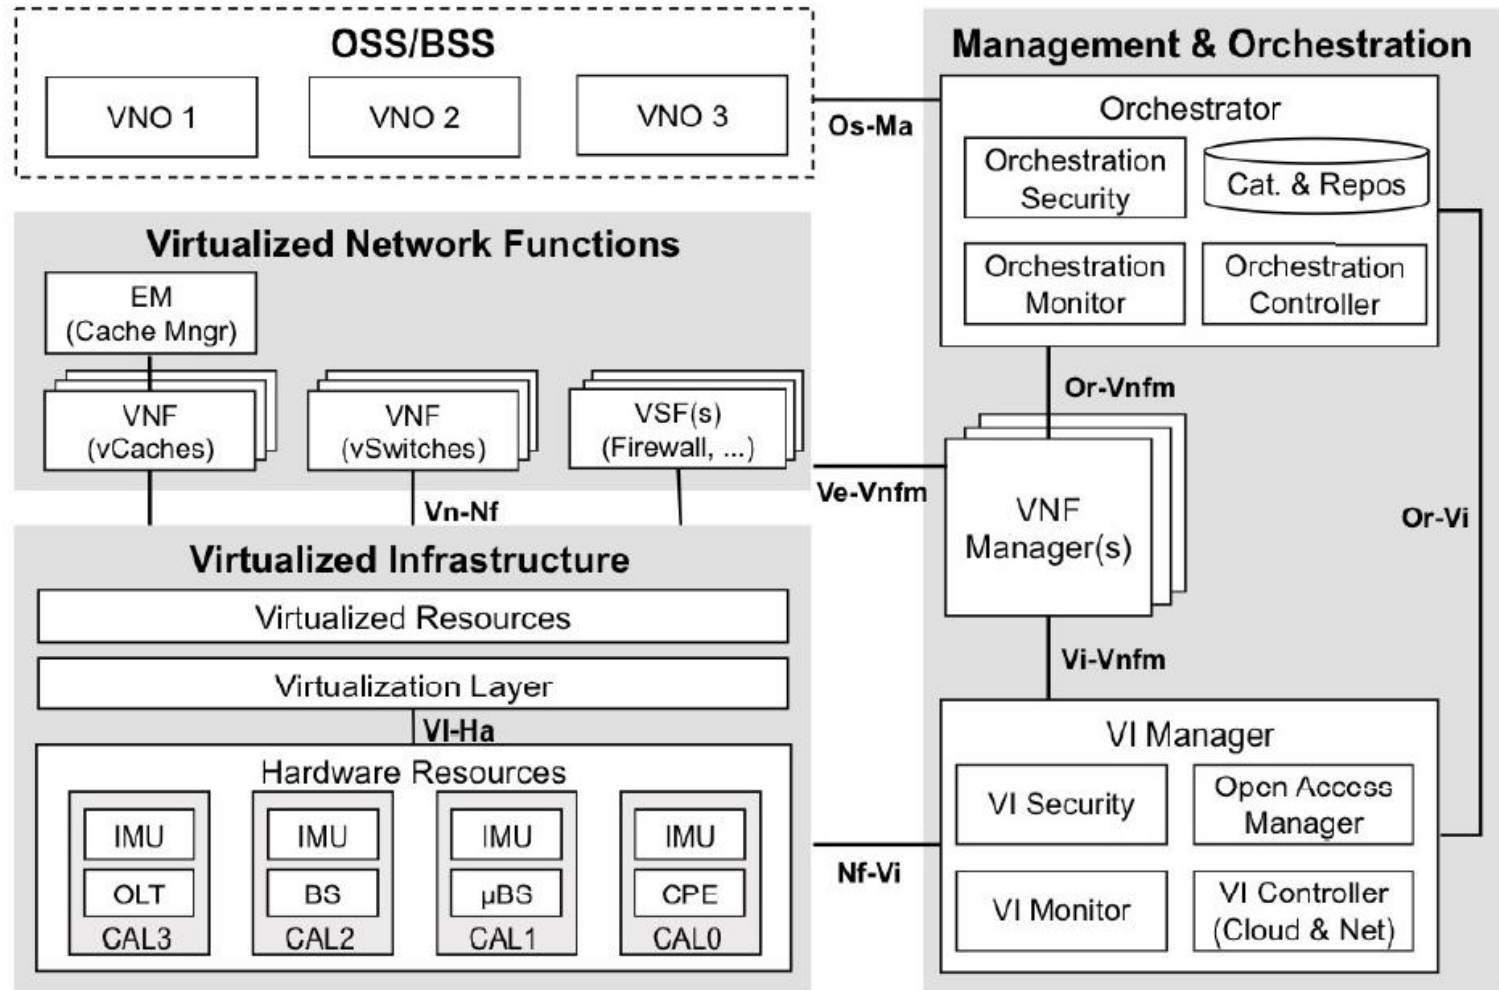 OSS/BSS
VNO 1
VNO 2
VNO 3
Os-Ma
Management & Orchestration
Orchestrator
Orchestration
Security
Cat. & Repos
Orchestration
Monitor
Orchestration
Controller
Virtualized Network Functions
EM
(Cache Mngr)
VNF
(vCaches)
VNF
(vSwitches)
VSF(s)
(Firewall, ...)
Or-Vnfm
Ve-Vnfm
VNF
Manager(s)
Or-Vi
Vn-Nf
Virtualized Infrastructure
Virtualized Resources
Virtualization Layer
VI-Ha
Hardware Resources
IMU
OLT
CAL3
IMU
BS
CAL2
IMU
µBS
CAL1
IMU
CPE
CAL0
Vi-Vnfm
Nf-Vi
VI Manager
VI Security
Open Access
Manager
VI Monitor
VI Controller
(Cloud & Net)